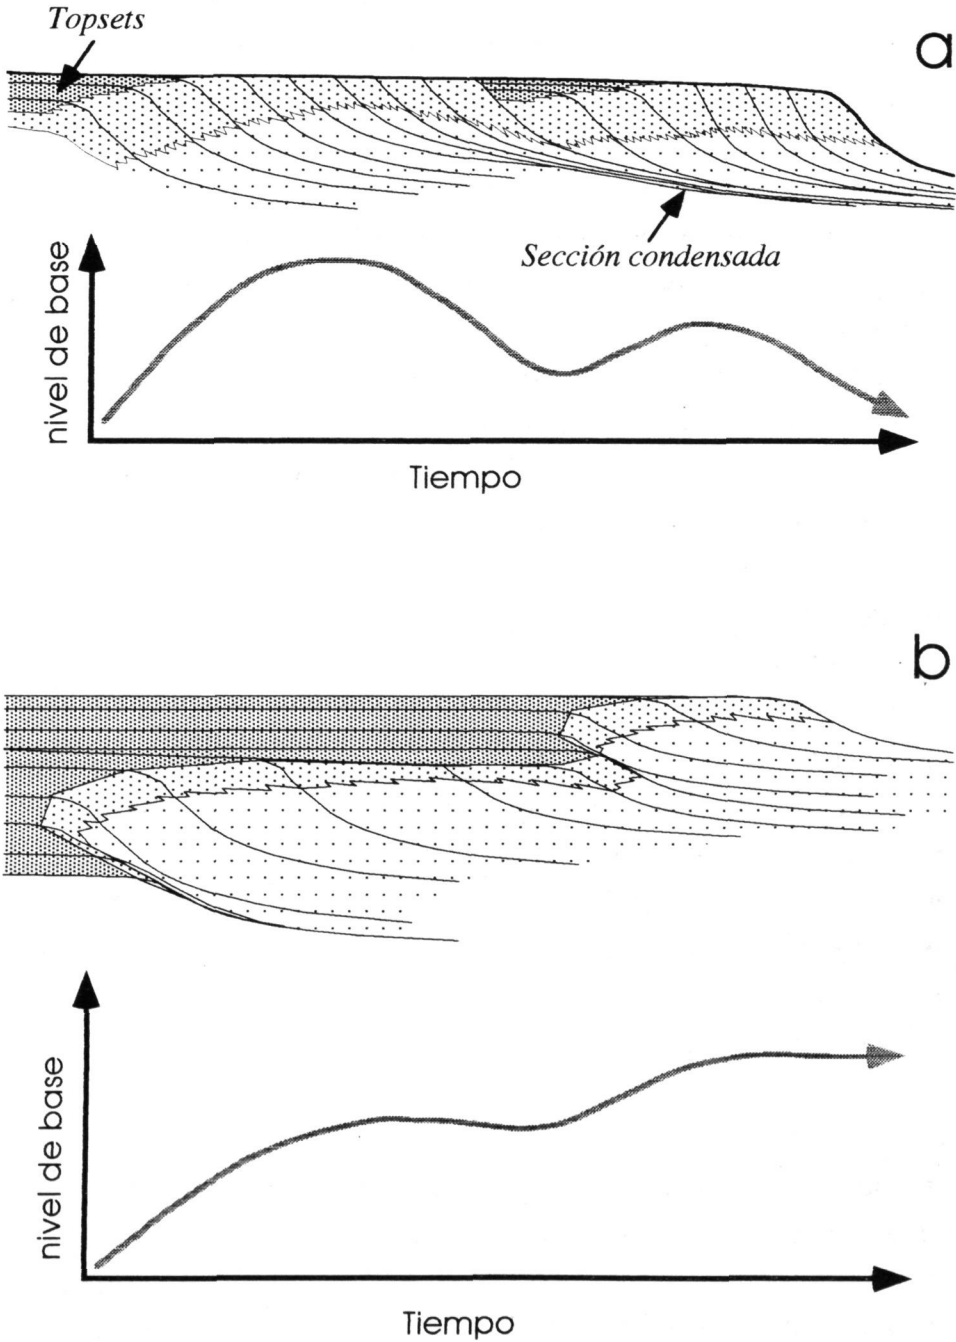 Topsets
a
Sección condensada
nivel de base
Tiempo
b
nivel de base
Tiempo